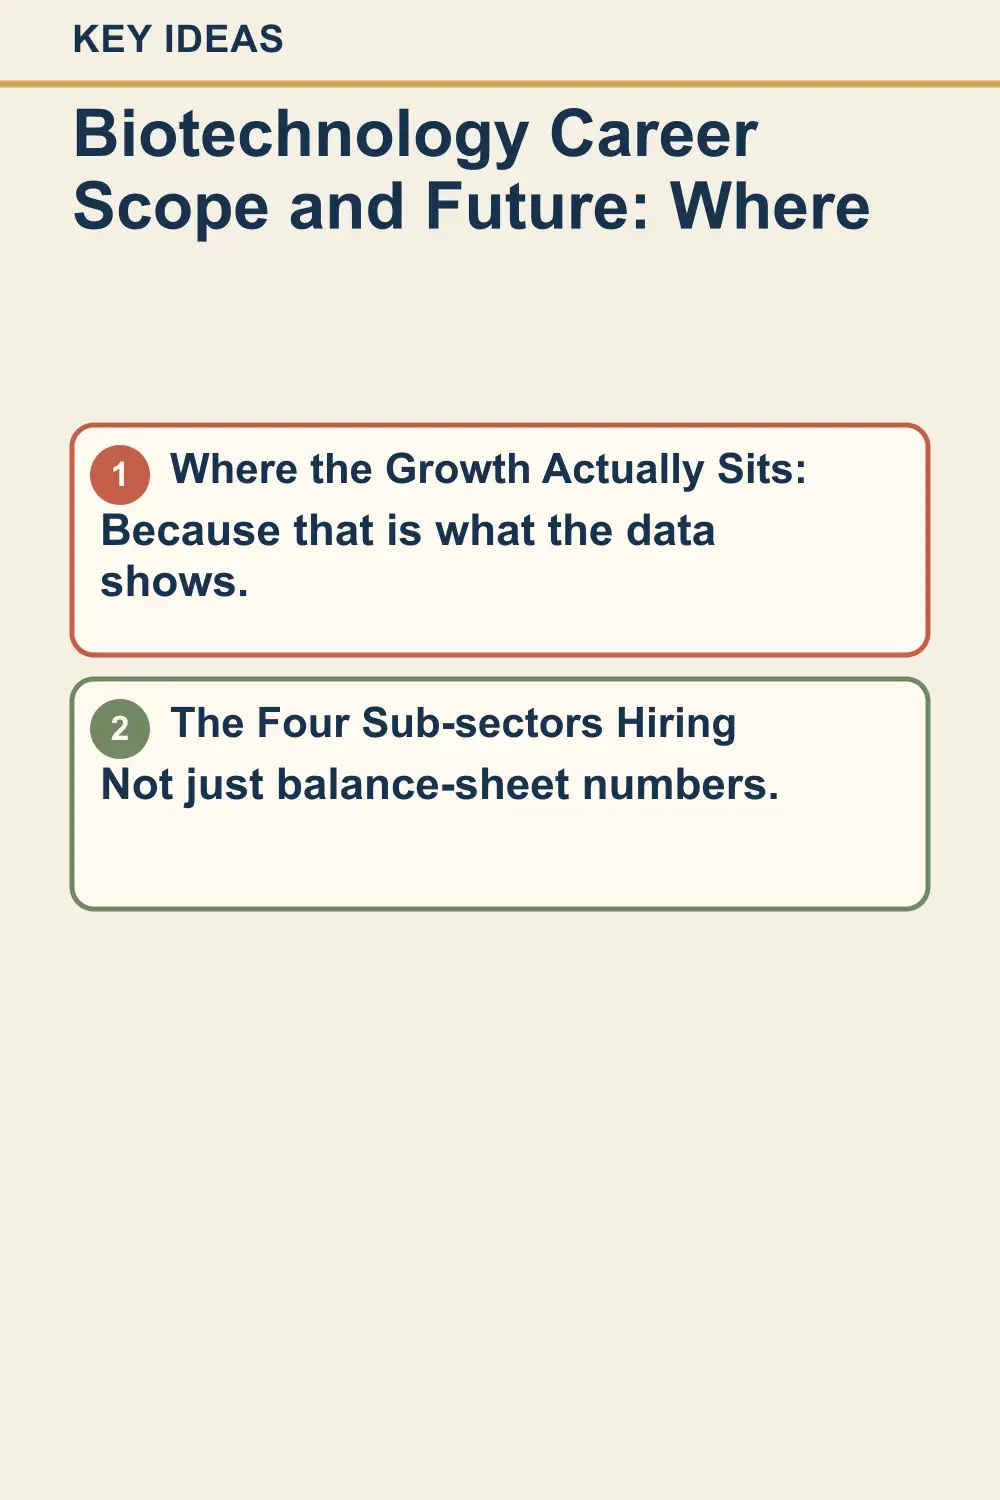 KEY IDEAS
Biotechnology Career
Scope and Future: Where
1 Where the Growth Actually Sits:
Because that is what the data
shows.
2 The Four Sub-sectors Hiring
Not just balance-sheet numbers.